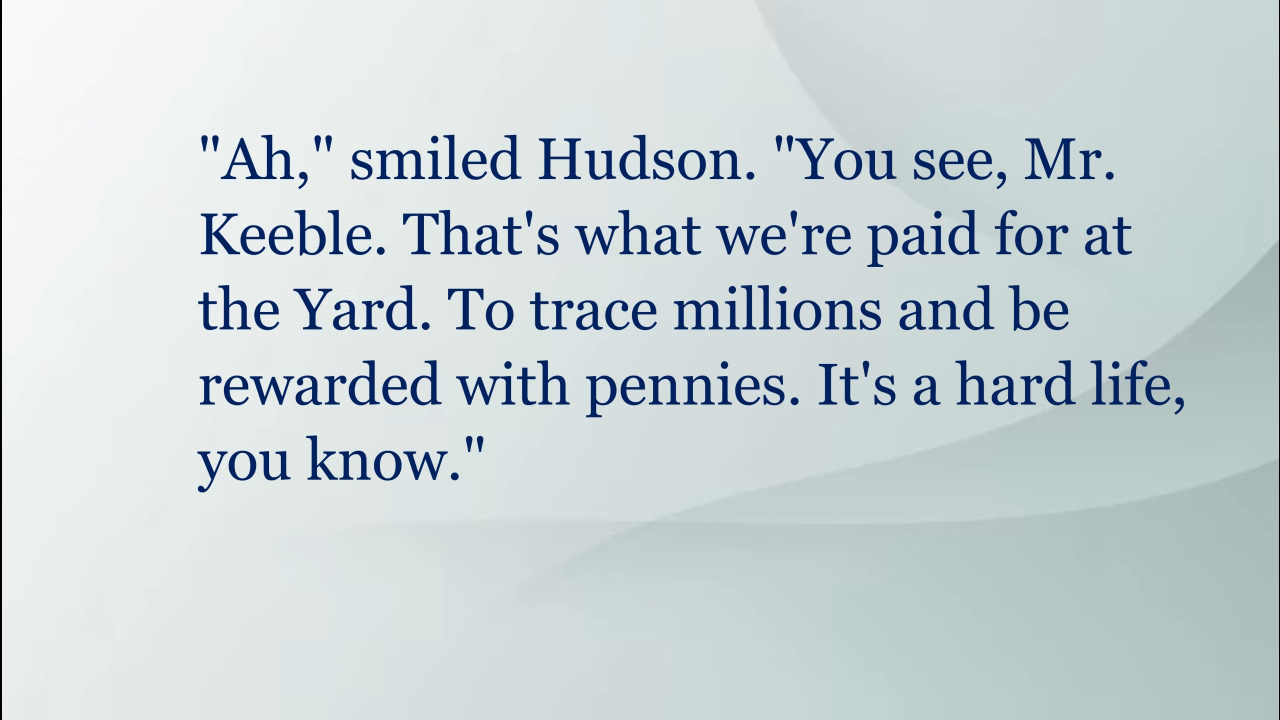 "Ah," smiled Hudson. "You see, Mr.
Keeble. That's what we're paid for at
the Yard. To trace millions and be
rewarded with pennies. It's a hard life,
you know."